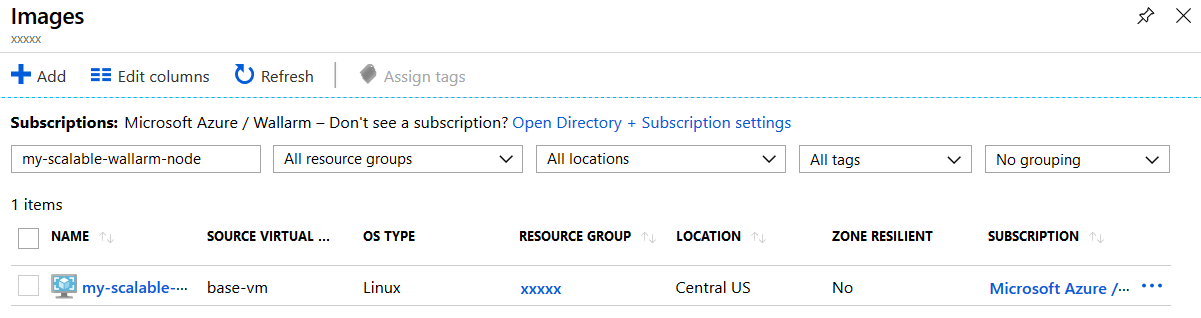 Images
xxxxx
Add Edit columns Refresh Assign tags
Subscriptions: Microsoft Azure / Wallarm – Don't see a subscription? Open Directory + Subscription settings
my-scalable-wallarm-node All resource groups All locations All tags No grouping
1 items
NAME SOURCE VIRTUAL ... OS TYPE RESOURCE GROUP LOCATION ZONE RESILIENT SUBSCRIPTION
my-scalable-··· base-vm Linux xxxxx Central US No Microsoft Azure /··· ···